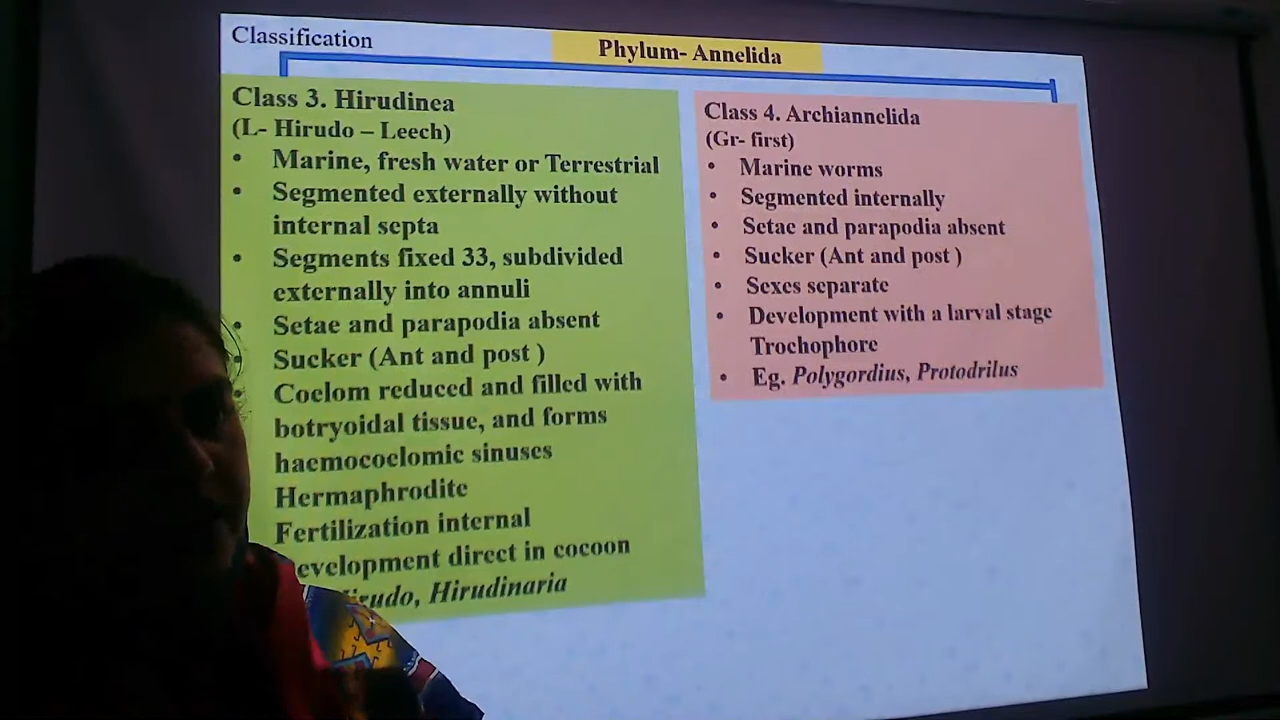 Classification
Phylum- Annelida
Class 3. Hirudinea
(L- Hirudo – Leech)
• Marine, fresh water or Terrestrial
• Segmented externally without
internal septa
• Segments fixed 33, subdivided
externally into annuli
• Setae and parapodia absent
• Sucker (Ant and post )
• Coelom reduced and filled with
botryoidal tissue, and forms
haemocoelomic sinuses
Hermaphrodite
Fertilization internal
evelopment direct in cocoon
Hirudinaria
Class 4. Archiannelida
(Gr- first)
• Marine worms
• Segmented internally
• Setae and parapodia absent
• Sucker (Ant and post )
• Sexes separate
• Development with a larval stage
Trochophore
• Eg. Polygordius, Protodrilus